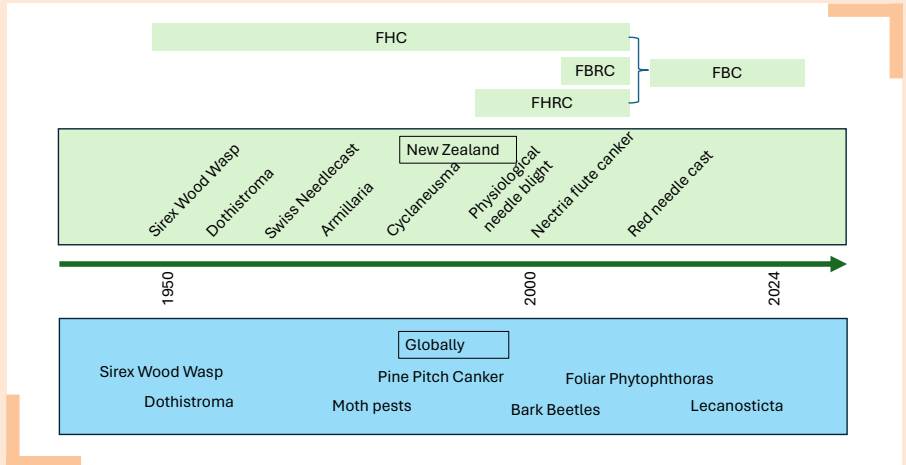 FHC
FBRC
FBC
FHRC
New Zealand
Sirex Wood Wasp
Dothistroma
Swiss Needlecast
Armillaria
Cyclaneusma
Physiological
needle blight
Nectria flute canker
Red needle cast
1950
2000
2024
Globally
Sirex Wood Wasp
Pine Pitch Canker
Foliar Phytophthoras
Dothistroma
Moth pests
Bark Beetles
Lecanosticta